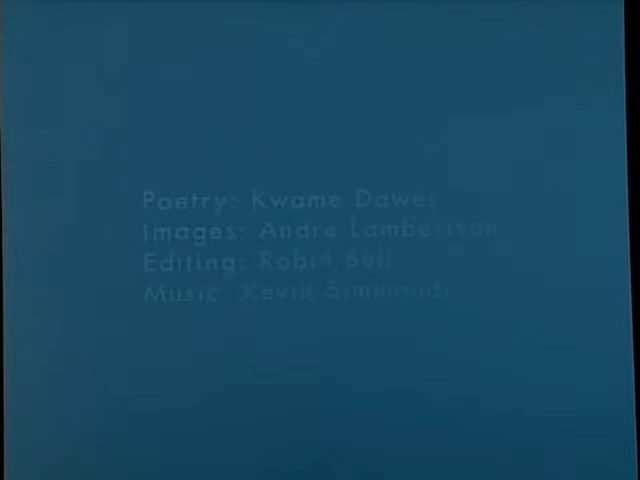 Poetry: Kwame Dawes
Images: Andre Lambertson
Editing: Robin Bell
Music: Kevin Simmonds